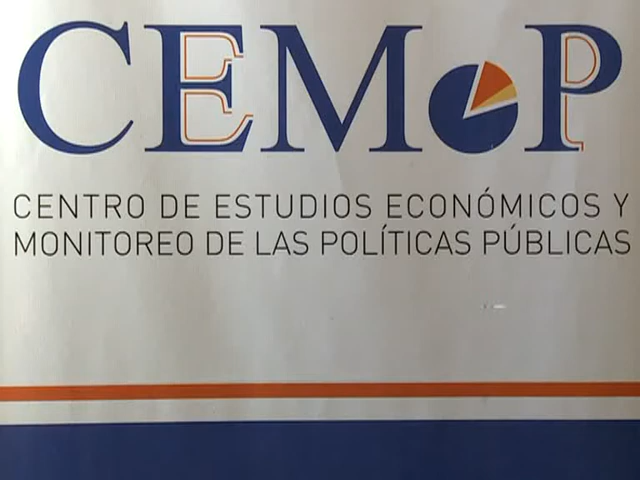 CEMOP
CENTRO DE ESTUDIOS ECONÓMICOS Y
MONITOREO DE LAS POLÍTICAS PÚBLICAS